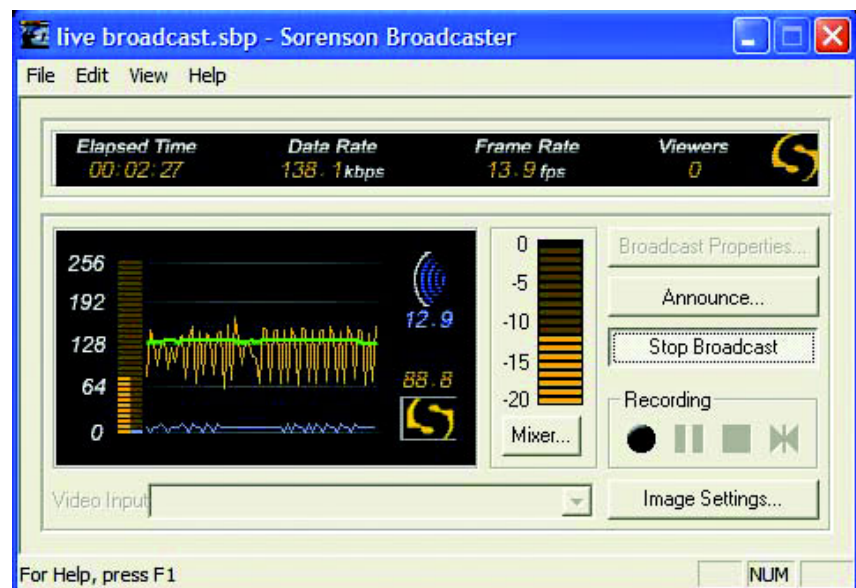 live broadcast.sbp - Sorenson Broadcaster
File Edit View Help
Elapsed Time Data Rate Frame Rate Viewers
00:02:27 138.1 kbps 13.9 fps 0
256
192
128
64
0
12.9
88.8
0
-5
-10
-15
-20
Mixer...
Broadcast Properties...
Announce...
Stop Broadcast
Recording
Video Input
Image Settings...
For Help, press F1
NUM